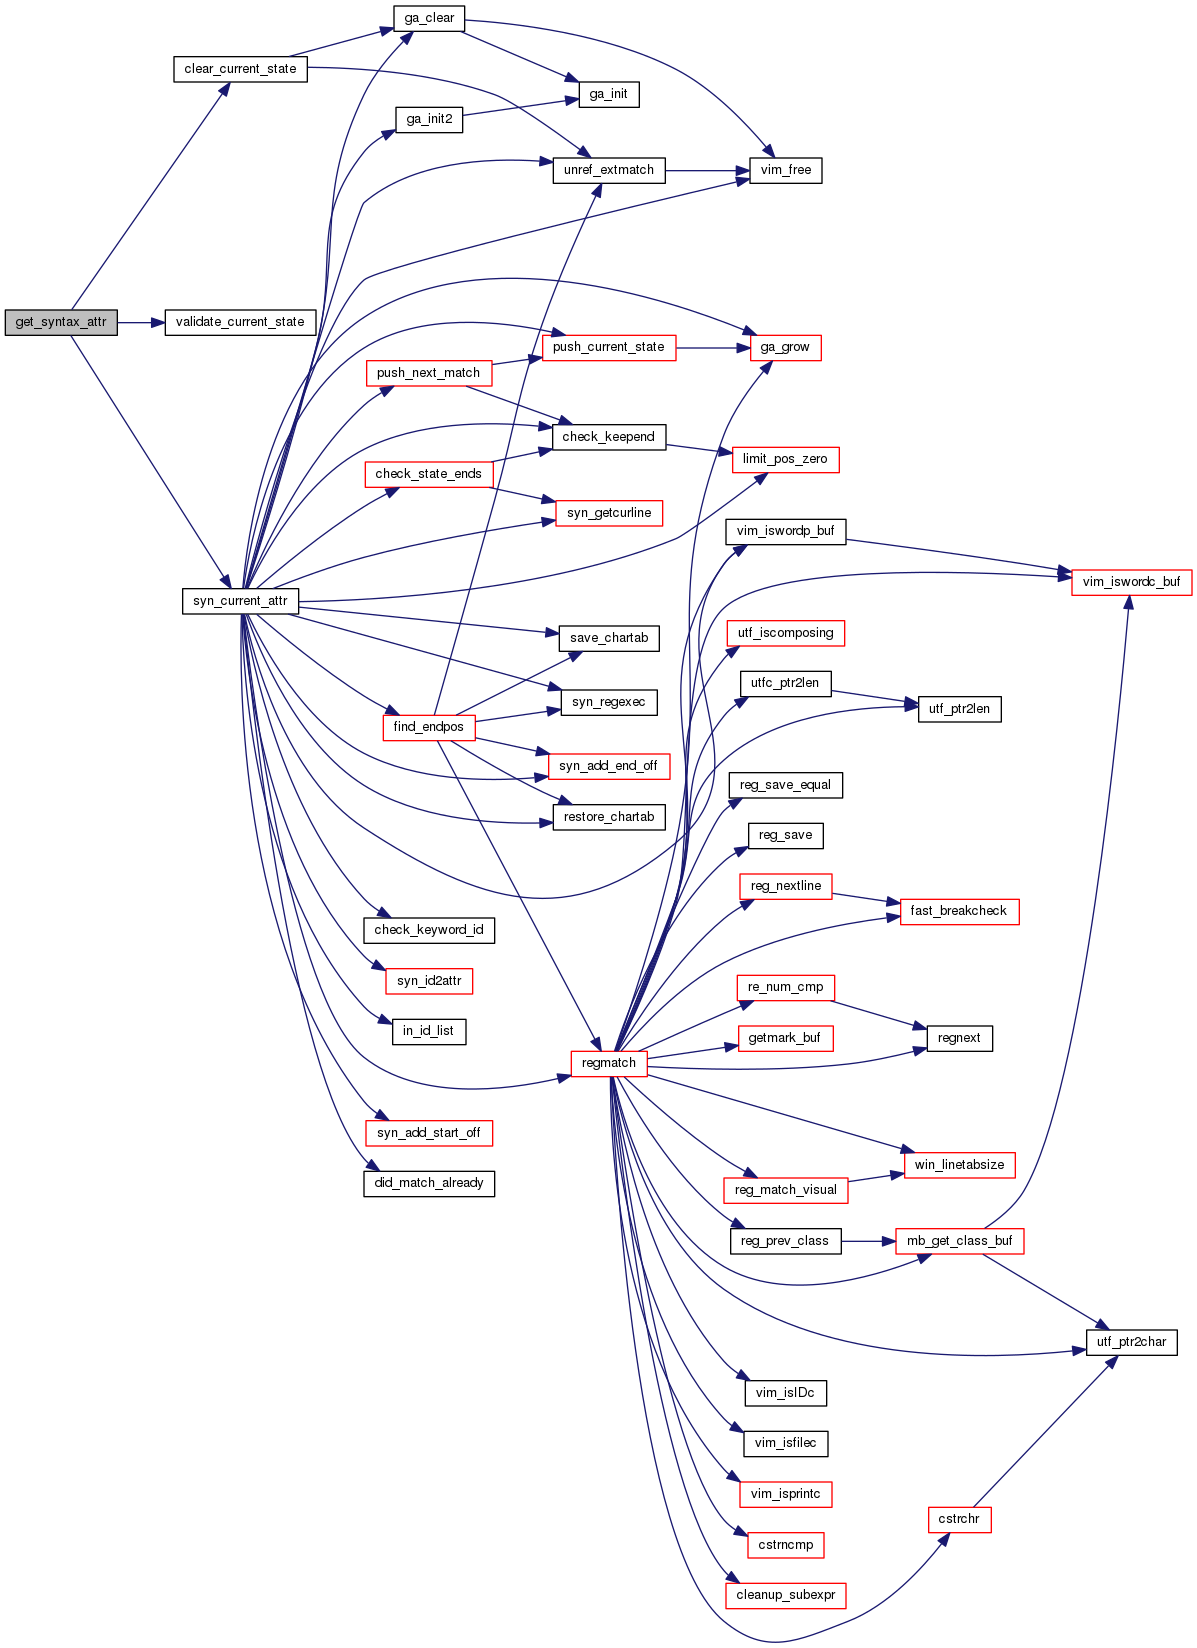 ga_clear
clear_current_state
ga_init
ga_init2
unref_extmatch
vim_free
get_syntax_attr
validate_current_state
push_current_state
ga_grow
push_next_match
check_keepend
limit_pos_zero
check_state_ends
syn_getcurline
vim_iswordp_buf
vim_iswordc_buf
syn_current_attr
save_chartab
utf_iscomposing
utfc_ptr2len
syn_regexec
utf_ptr2len
find_endpos
syn_add_end_off
reg_save_equal
restore_chartab
reg_save
reg_nextline
fast_breakcheck
check_keyword_id
syn_id2attr
re_num_cmp
in_id_list
getmark_buf
regnext
regmatch
syn_add_start_off
win_linetabsize
did_match_already
reg_match_visual
reg_prev_class
mb_get_class_buf
utf_ptr2char
vim_isIDc
vim_isfilec
vim_isprintc
cstrchr
cstrncmp
cleanup_subexpr